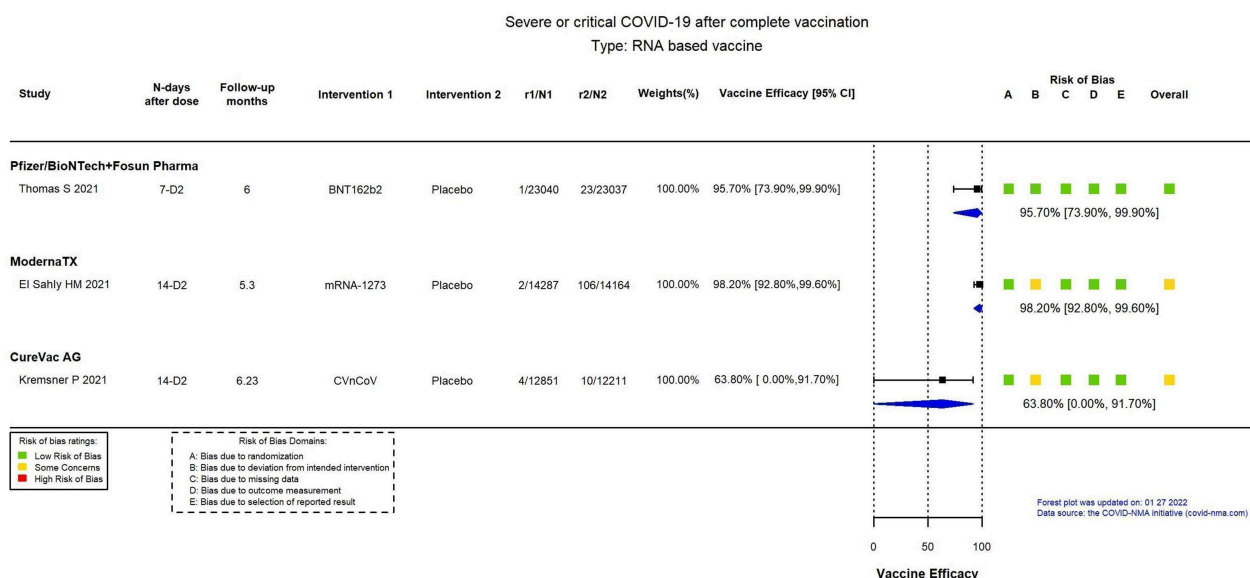 Severe or critical COVID-19 after complete vaccination
Type: RNA based vaccine
Study N-days after dose Follow-up months Intervention 1 Intervention 2 r1/N1 r2/N2 Weights(%) Vaccine Efficacy [95% CI] Risk of Bias A B C D E Overall
Pfizer/BioNTech+Fosun Pharma
Thomas S 2021 7-D2 6 BNT162b2 Placebo 1/23040 23/23037 100.00% 95.70% [73.90%,99.90%]
95.70% [73.90%, 99.90%]
ModernaTX
El Sahly HM 2021 14-D2 5.3 mRNA-1273 Placebo 2/14287 106/14164 100.00% 98.20% [92.80%,99.60%]
98.20% [92.80%, 99.60%]
CureVac AG
Kremsner P 2021 14-D2 6.23 CVnCoV Placebo 4/12851 10/12211 100.00% 63.80% [ 0.00%,91.70%]
63.80% [0.00%, 91.70%]
Risk of bias ratings:
Low Risk of Bias
Some Concerns
High Risk of Bias
Risk of Bias Domains:
A: Bias due to randomization
B: Bias due to deviation from intended intervention
C: Bias due to missing data
D: Bias due to outcome measurement
E: Bias due to selection of reported result
Forest plot was updated on: 01 27 2022
Data source: the COVID-NMA initiative (covid-nma.com)
0 50 100
Vaccine Efficacy